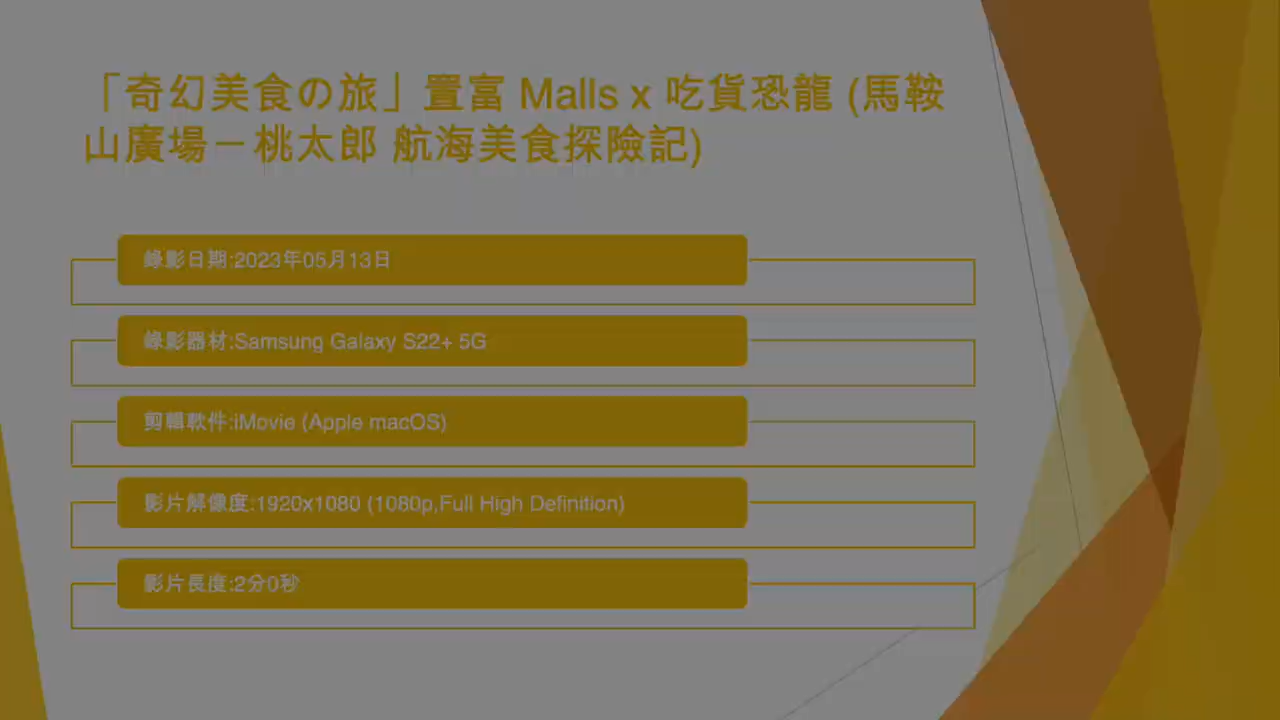 「奇幻美食の旅」置富 Malls x 吃貨恐龍 (馬鞍
山廣場－桃太郎 航海美食探險記)
錄影日期:2023年05月13日
錄影器材:Samsung Galaxy S22+ 5G
剪輯軟件:iMovie (Apple macOS)
影片解像度:1920x1080 (1080p,Full High Definition)
影片長度:2分0秒